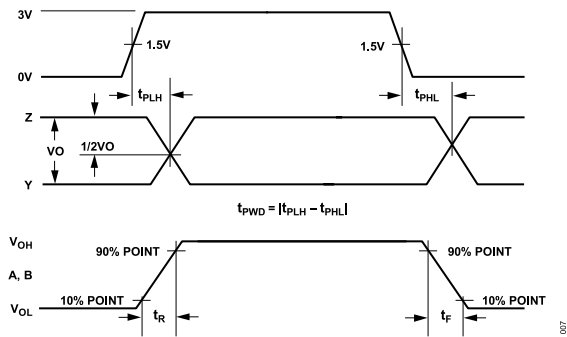 3V
1.5V
1.5V
0V
tPLH
tPHL
Z
VO
1/2VO
Y
tPWD = |tPLH – tPHL|
VOH
90% POINT
90% POINT
A, B
10% POINT
10% POINT
VOL
tR
tF
007